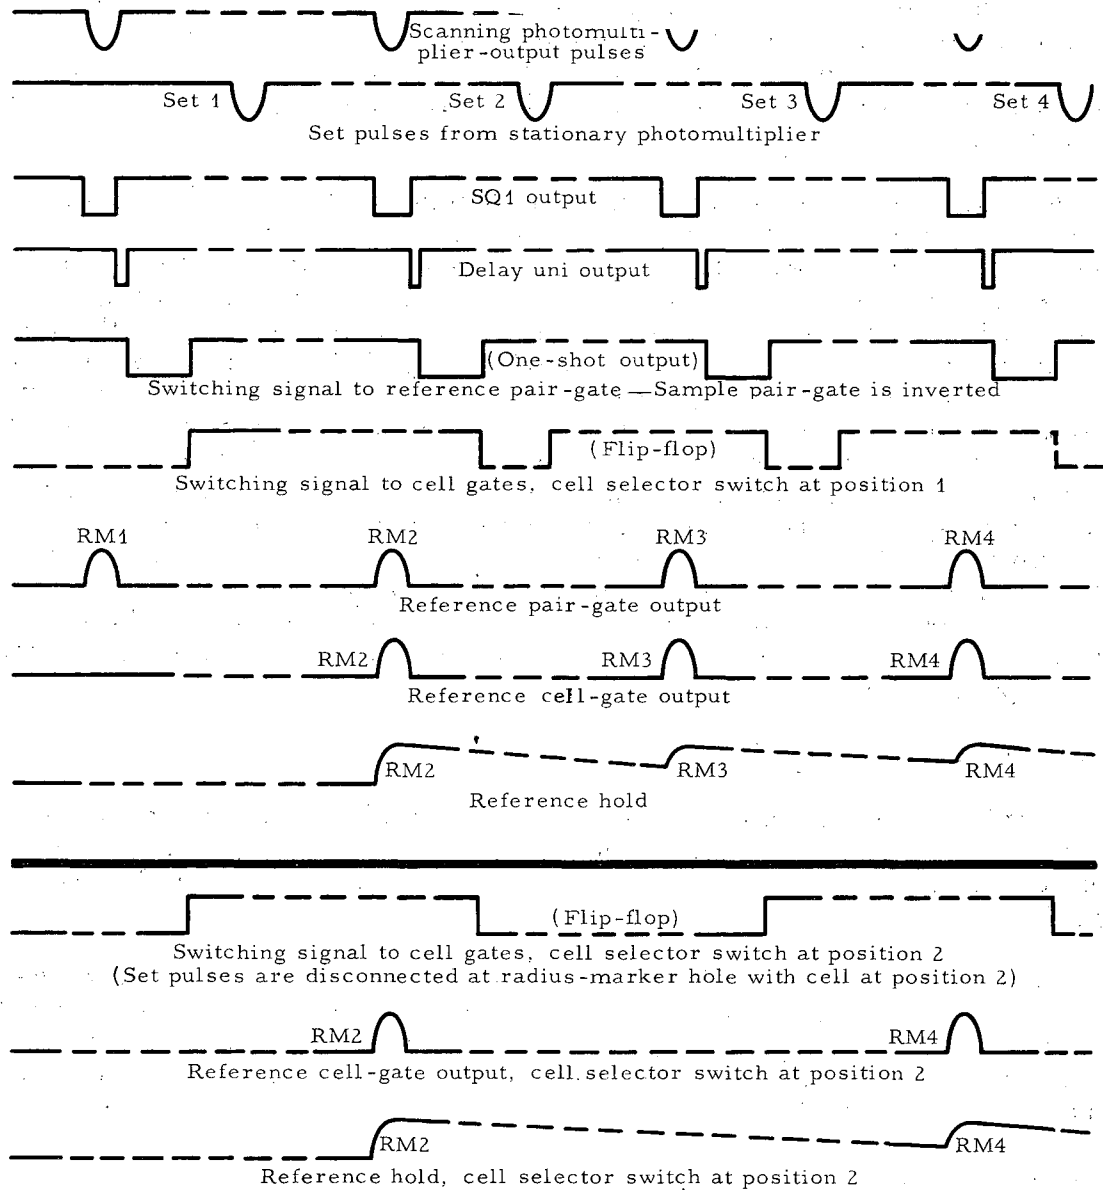 Scanning photomulti-
plier-output pulses
Set 1
Set 2
Set 3
Set 4
Set pulses from stationary photomultiplier
SQ1 output
Delay uni output
(One-shot output)
Switching signal to reference pair-gate — Sample pair-gate is inverted
(Flip-flop)
Switching signal to cell gates, cell selector switch at position 1
RM1
RM2
RM3
RM4
Reference pair-gate output
RM2
RM3
RM4
Reference cell-gate output
RM2
RM3
RM4
Reference hold
(Flip-flop)
Switching signal to cell gates, cell selector switch at position 2
(Set pulses are disconnected at radius-marker hole with cell at position 2)
RM2
RM4
Reference cell-gate output, cell selector switch at position 2
RM2
RM4
Reference hold, cell selector switch at position 2